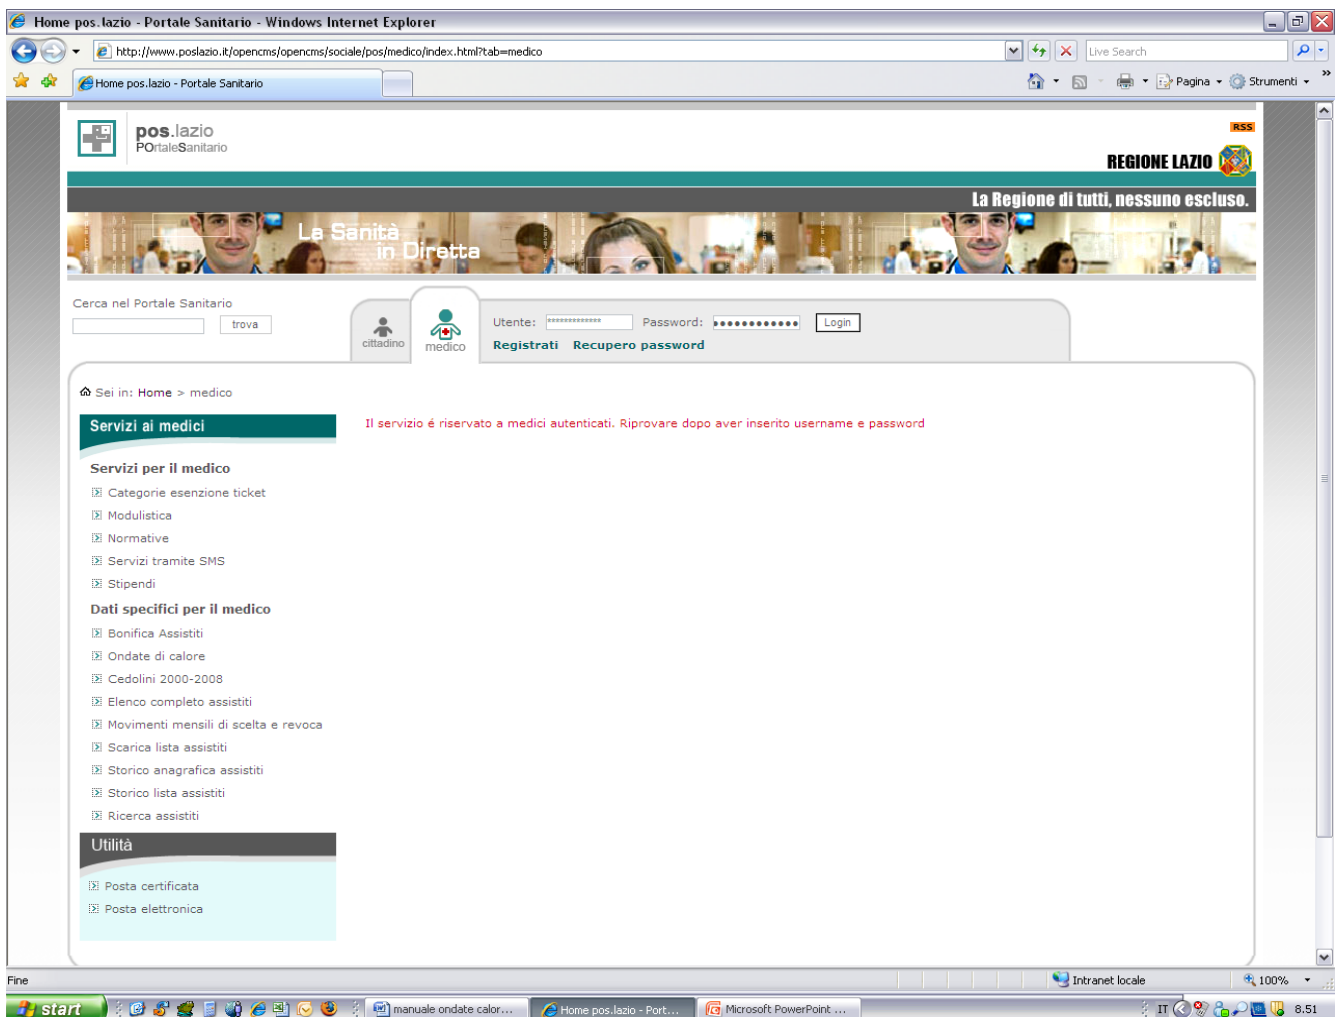 Home pos.lazio - Portale Sanitario - Windows Internet Explorer
http://www.poslazio.it/opencms/opencms/sociale/pos/medico/index.html?tab=medico
Live Search
Home pos.lazio - Portale Sanitario
Pagina
Strumenti
»
pos.lazio
POrtaleSanitario
RSS
REGIONE LAZIO
La Regione di tutti, nessuno escluso.
La Sanità
in Diretta
Cerca nel Portale Sanitario
trova
cittadino
medico
Utente: ************* Password: ●●●●●●●●●●●● Login
Registrati Recupero password
Sei in: Home > medico
Servizi ai medici
Il servizio é riservato a medici autenticati. Riprovare dopo aver inserito username e password
Servizi per il medico
Categorie esenzione ticket
Modulistica
Normative
Servizi tramite SMS
Stipendi
Dati specifici per il medico
Bonifica Assistiti
Ondate di calore
Cedolini 2000-2008
Elenco completo assistiti
Movimenti mensili di scelta e revoca
Scarica lista assistiti
Storico anagrafica assistiti
Storico lista assistiti
Ricerca assistiti
Utilità
Posta certificata
Posta elettronica
Fine
Intranet locale
100%
start
manuale ondate calor...
Home pos.lazio - Port...
Microsoft PowerPoint ...
IT
8.51